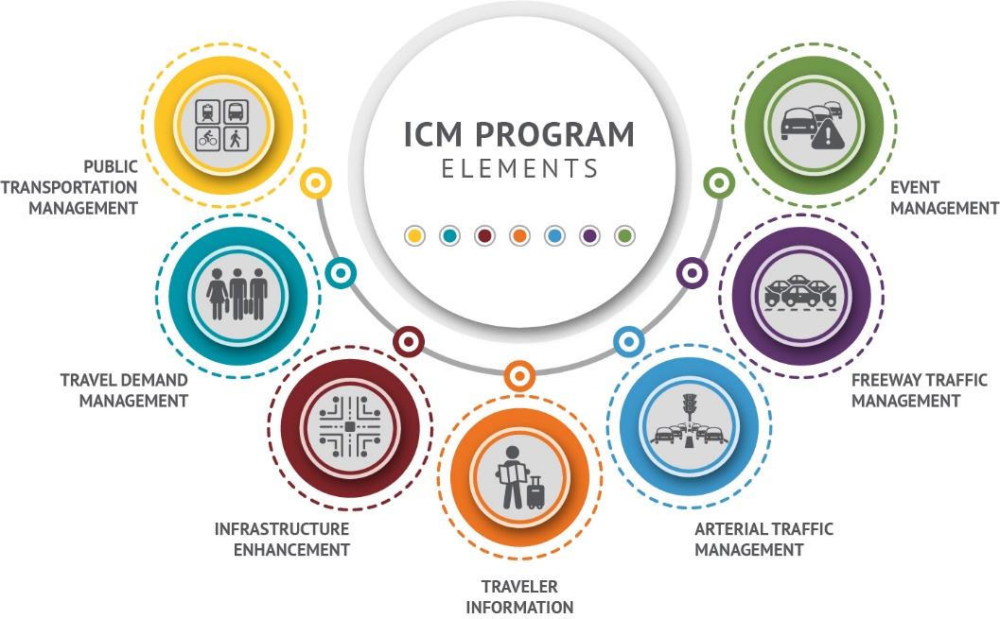 ICM PROGRAM
ELEMENTS
PUBLIC
TRANSPORTATION
MANAGEMENT
TRAVEL DEMAND
MANAGEMENT
INFRASTRUCTURE
ENHANCEMENT
TRAVELER
INFORMATION
ARTERIAL TRAFFIC
MANAGEMENT
FREEWAY TRAFFIC
MANAGEMENT
EVENT
MANAGEMENT